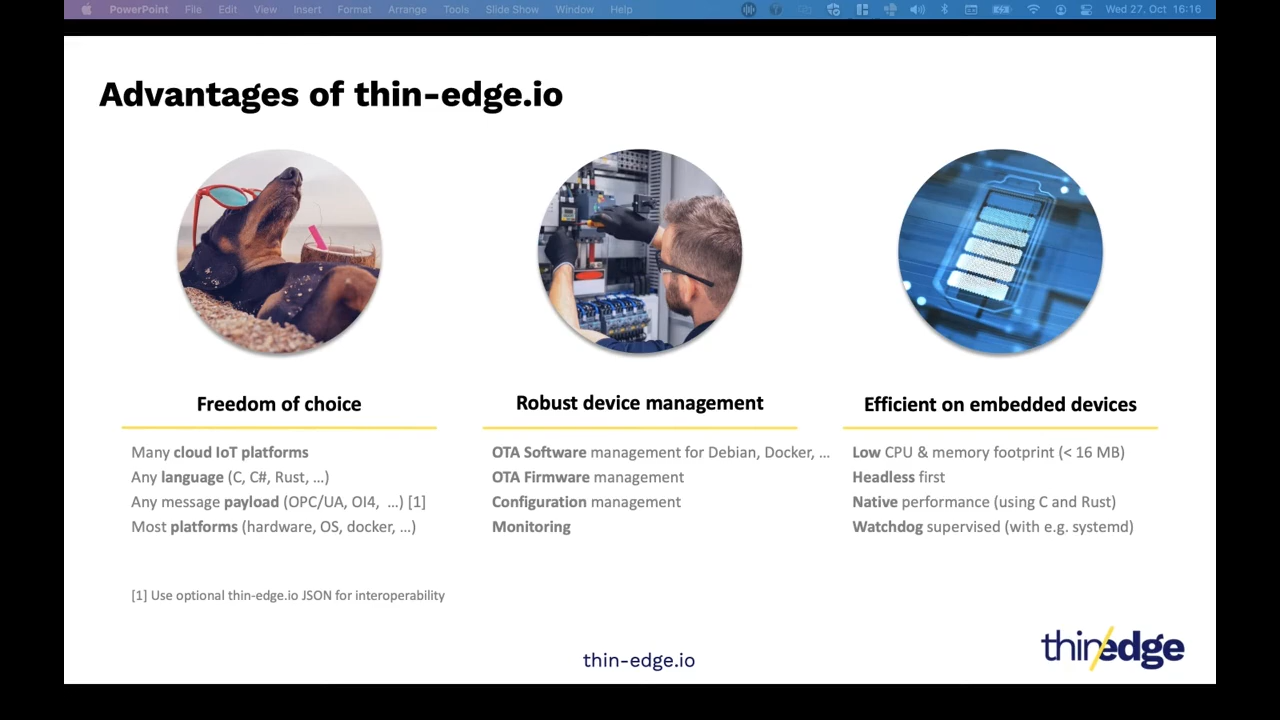 PowerPoint File Edit View Insert Format Arrange Tools Slide Show Window Help Wed 27. Oct 16:16
Advantages of thin-edge.io
Freedom of choice
Many cloud IoT platforms
Any language (C, C#, Rust, ...)
Any message payload (OPC/UA, OI4,  ...) [1]
Most platforms (hardware, OS, docker, ...)
[1] Use optional thin-edge.io JSON for interoperability
Robust device management
OTA Software management for Debian, Docker, ...
OTA Firmware management
Configuration management
Monitoring
Efficient on embedded devices
Low CPU & memory footprint (< 16 MB)
Headless first
Native performance (using C and Rust)
Watchdog supervised (with e.g. systemd)
thin-edge.io
thin/edge